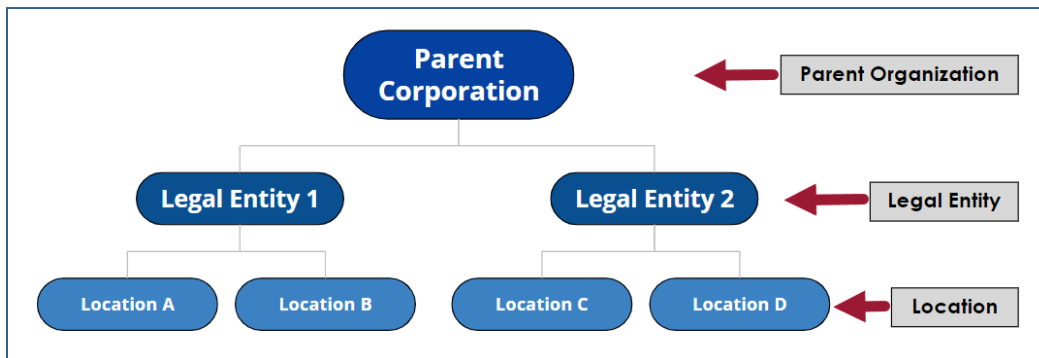 Parent
Corporation
Parent Organization
Legal Entity 1
Legal Entity 2
Legal Entity
Location A
Location B
Location C
Location D
Location